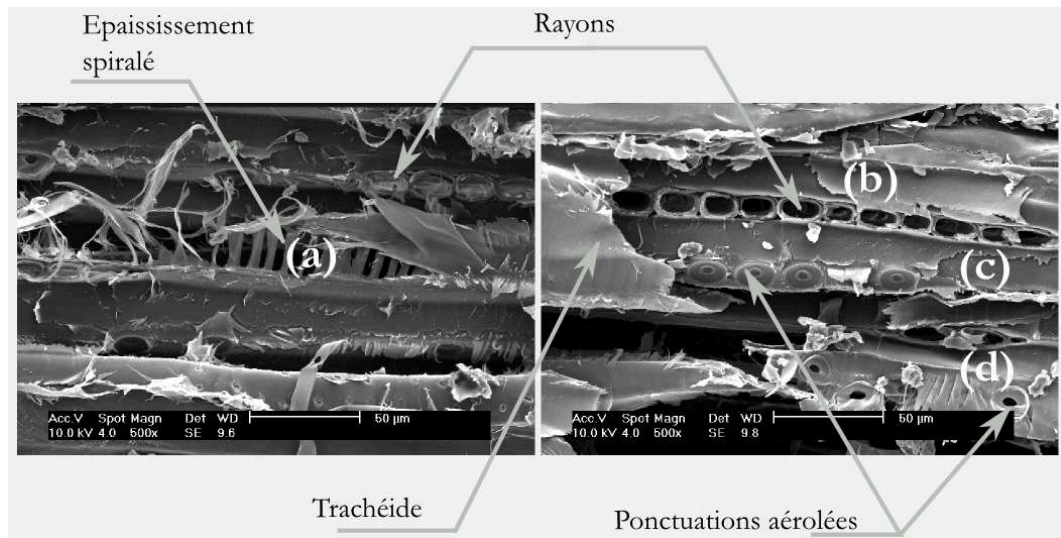 Epaississement
spiralé
Rayons
(a)
(b)
(c)
(d)
Acc.V Spot Magn Det WD 50 µm
10.0 kV 4.0 500x SE 9.6
Acc.V Spot Magn Det WD 50 µm
10.0 kV 4.0 500x SE 9.8
Trachéide
Ponctuations aérolées